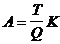 A = T/Q K